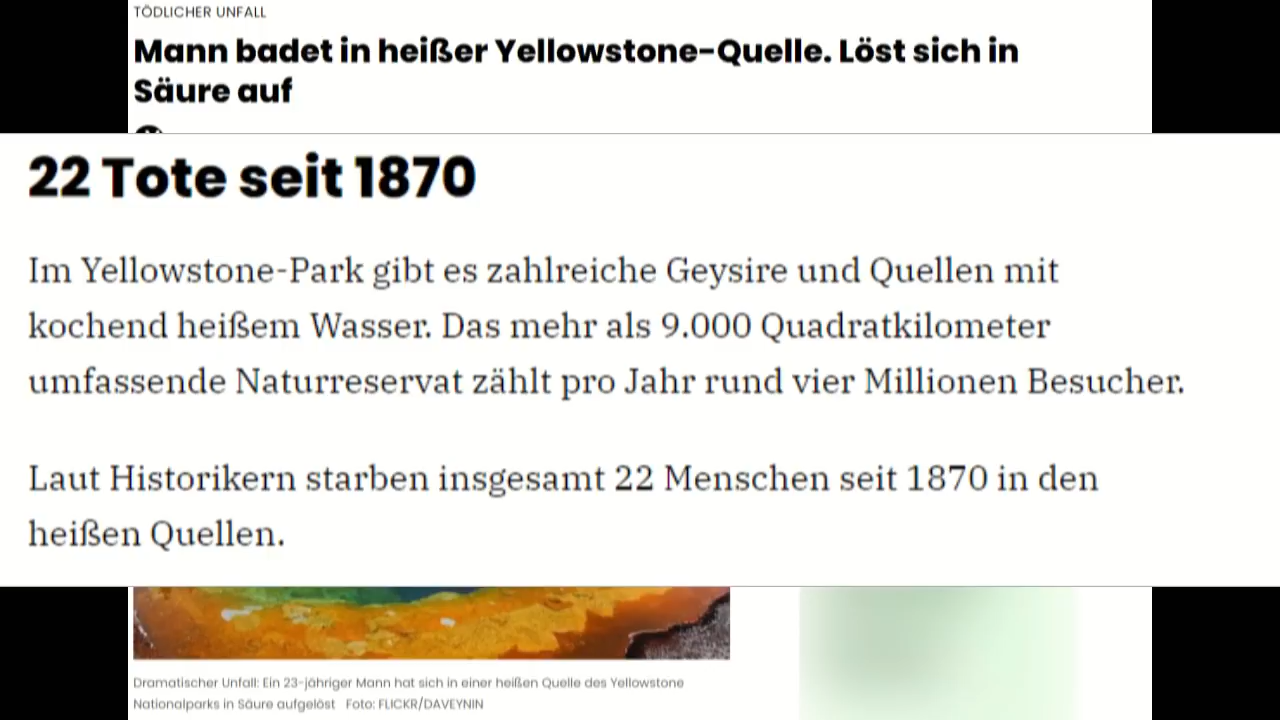 TÖDLICHER UNFALL
Mann badet in heißer Yellowstone-Quelle. Löst sich in
Säure auf
22 Tote seit 1870
Im Yellowstone-Park gibt es zahlreiche Geysire und Quellen mit
kochend heißem Wasser. Das mehr als 9.000 Quadratkilometer
umfassende Naturreservat zählt pro Jahr rund vier Millionen Besucher.
Laut Historikern starben insgesamt 22 Menschen seit 1870 in den
heißen Quellen.
Dramatischer Unfall: Ein 23-jähriger Mann hat sich in einer heißen Quelle des Yellowstone
Nationalparks in Säure aufgelöst Foto: FLICKR/DAVEYNIN